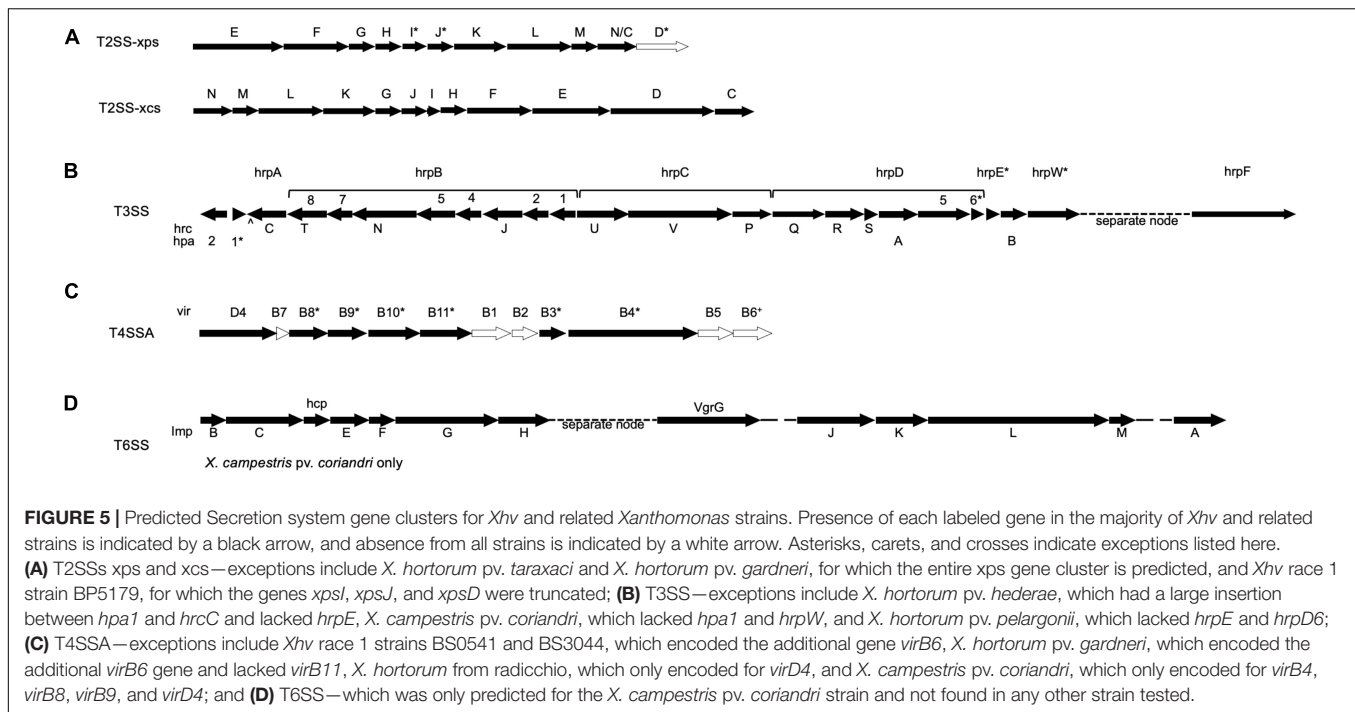 A
T2SS-xps
E F G H I* J* K L M N/C D*
T2SS-xcs
N M L K G J I H F E D C
B
hrpA hrpB hrpC hrpD hrpE* hrpW* hrpF
8 7 5 4 2 1 5 6*
T3SS
^
separate node
hrc C T N J U V P Q R S
hpa 2 1* A B
C
vir D4 B7 B8* B9* B10* B11* B1 B2 B3* B4* B5 B6+
T4SSA
D
hcp VgrG
T6SS
Imp B C E F G H separate node J K L M A
X. campestris pv. coriandri only
FIGURE 5 | Predicted Secretion system gene clusters for Xhv and related Xanthomonas strains. Presence of each labeled gene in the majority of Xhv and related
strains is indicated by a black arrow, and absence from all strains is indicated by a white arrow. Asterisks, carets, and crosses indicate exceptions listed here.
(A) T2SSs xps and xcs—exceptions include X. hortorum pv. taraxaci and X. hortorum pv. gardneri, for which the entire xps gene cluster is predicted, and Xhv race 1
strain BP5179, for which the genes xpsI, xpsJ, and xpsD were truncated; (B) T3SS—exceptions include X. hortorum pv. hederae, which had a large insertion
between hpa1 and hrcC and lacked hrpE, X. campestris pv. coriandri, which lacked hpa1 and hrpW, and X. hortorum pv. pelargonii, which lacked hrpE and hrpD6;
(C) T4SSA—exceptions include Xhv race 1 strains BS0541 and BS3044, which encoded the additional gene virB6, X. hortorum pv. gardneri, which encoded the
additional virB6 gene and lacked virB11, X. hortorum from radicchio, which only encoded for virD4, and X. campestris pv. coriandri, which only encoded for virB4,
virB8, virB9, and virD4; and (D) T6SS—which was only predicted for the X. campestris pv. coriandri strain and not found in any other strain tested.